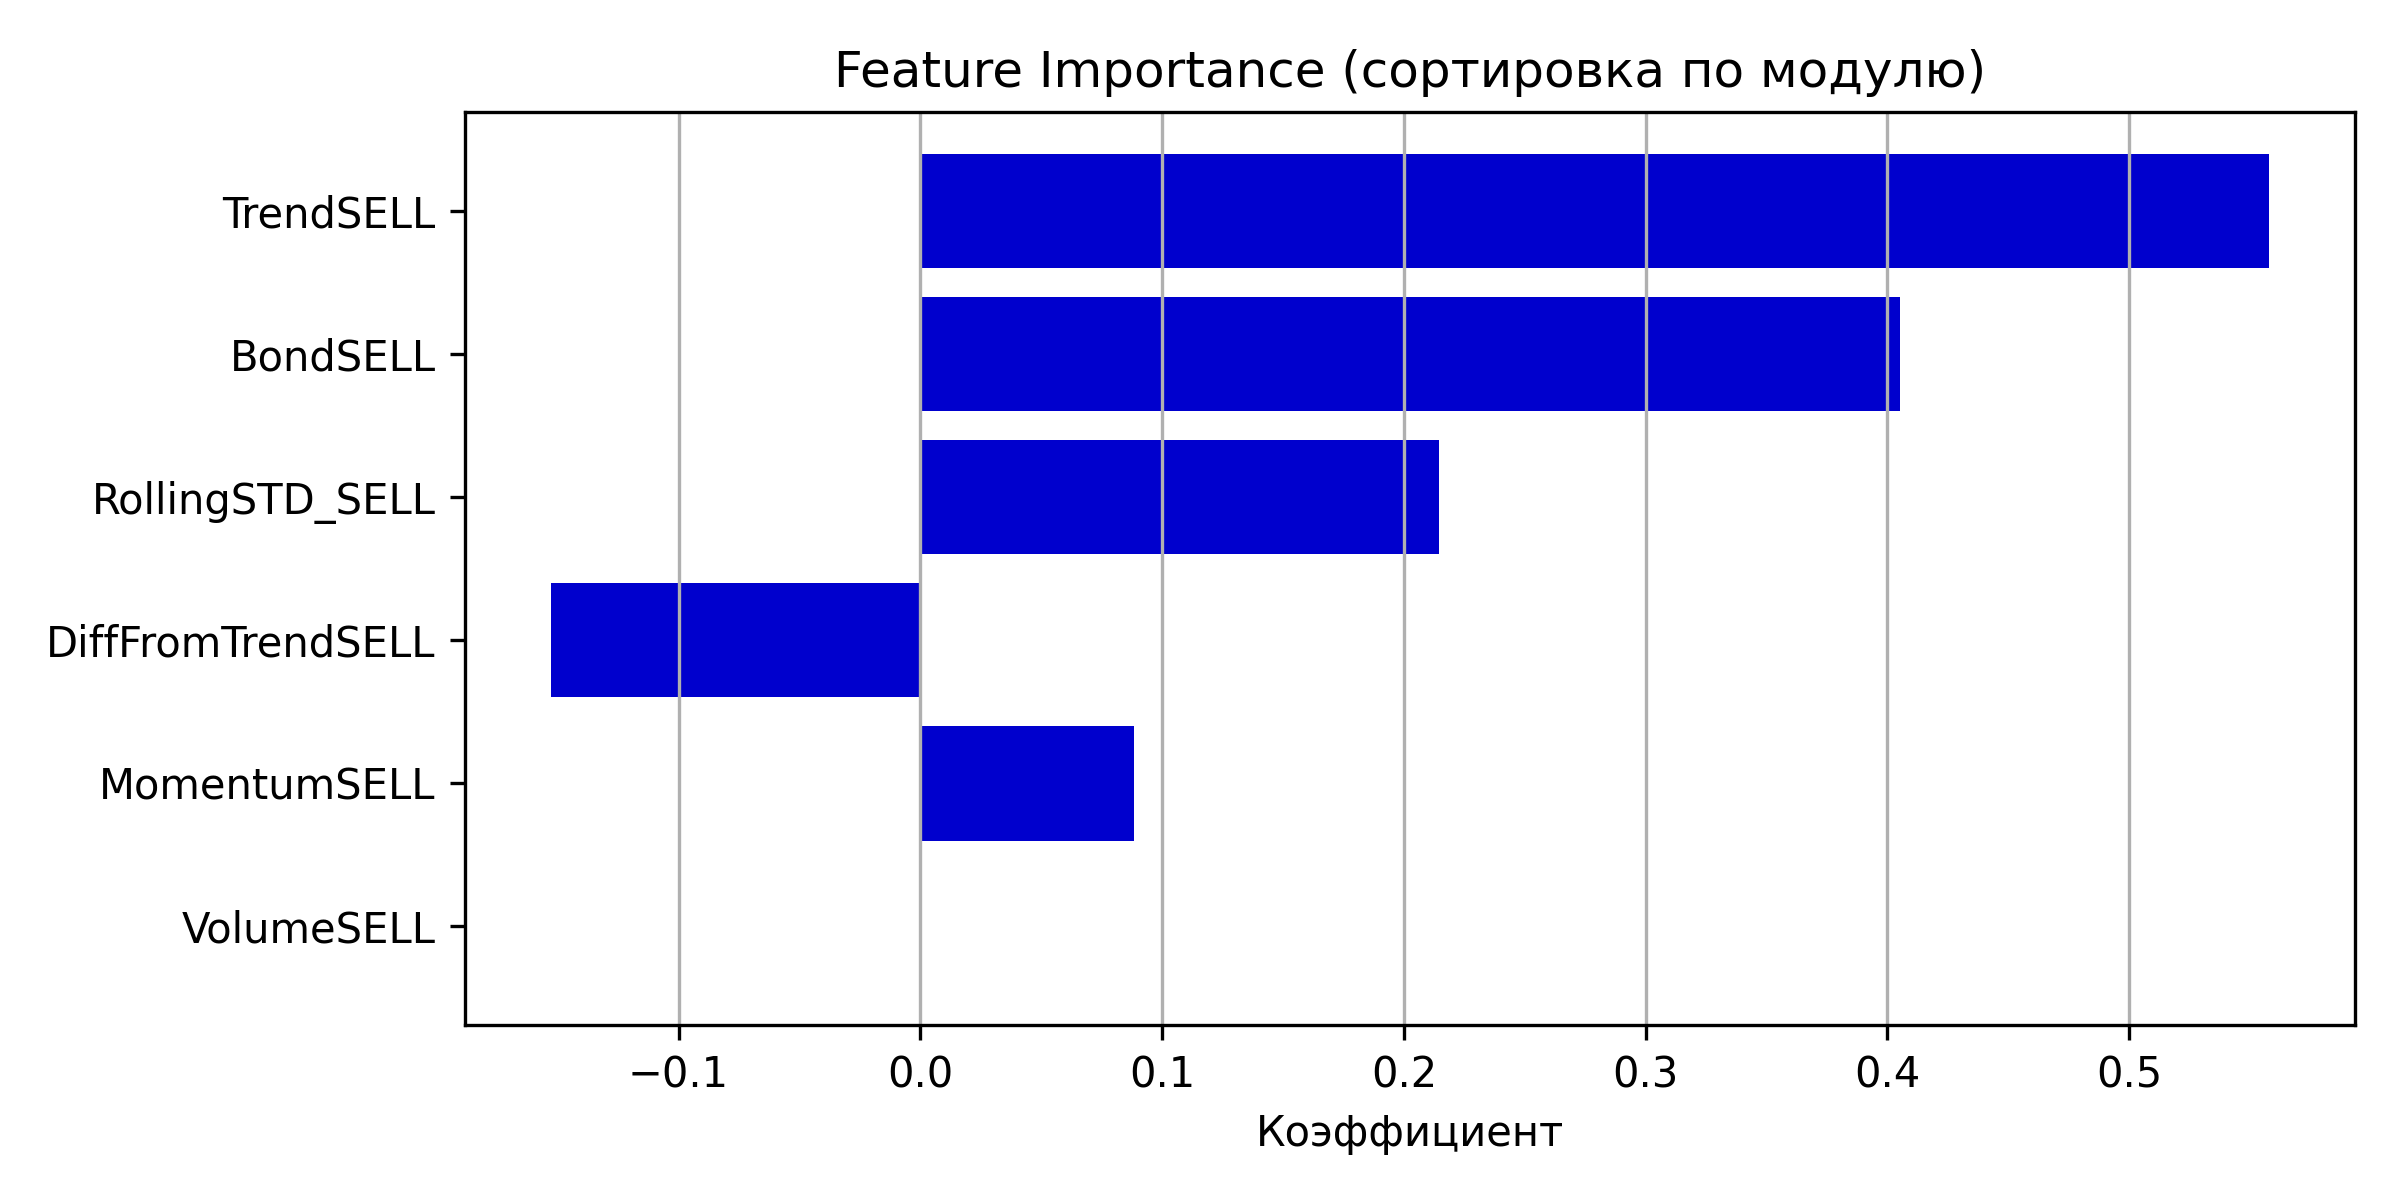 Feature Importance (сортировка по модулю)
TrendSELL
BondSELL
RollingSTD_SELL
DiffFromTrendSELL
MomentumSELL
VolumeSELL
−0.1 0.0 0.1 0.2 0.3 0.4 0.5
Коэффициент